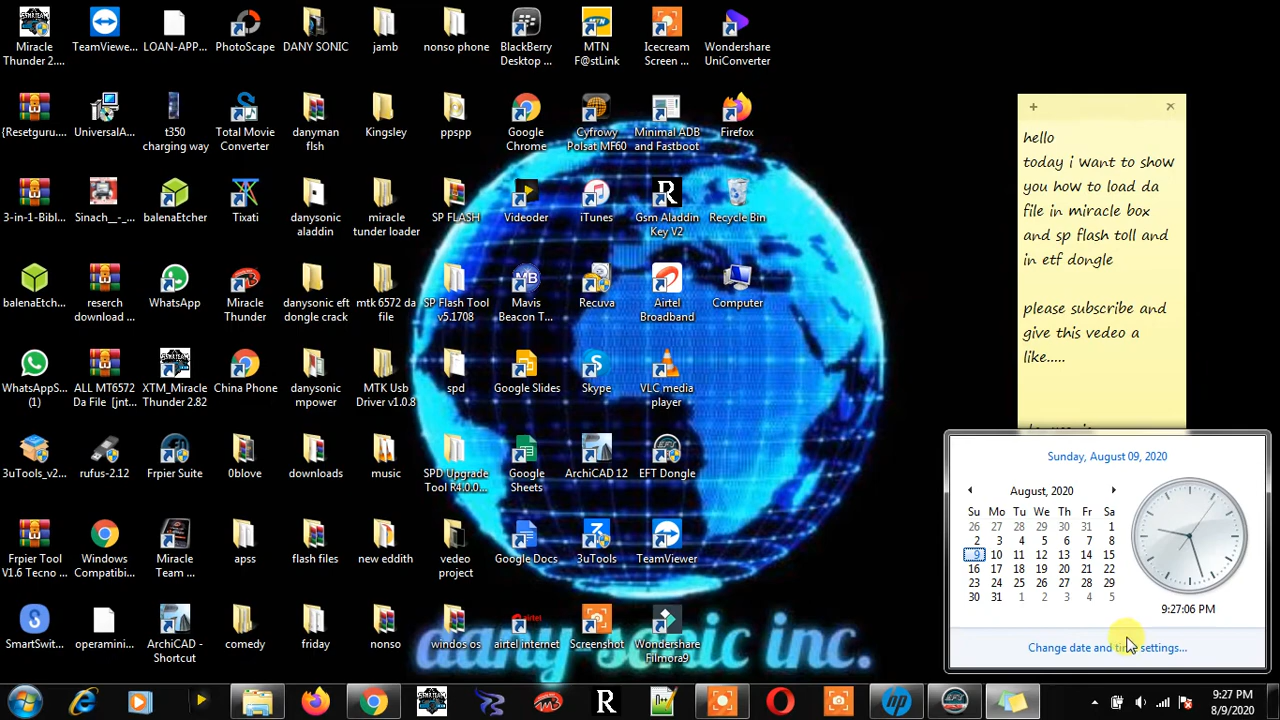 Miracle Thunder 2....
TeamViewe...
LOAN-APP...
PhotoScape
DANY SONIC
jamb
nonso phone
BlackBerry Desktop ...
MTN F@stLink
Icecream Screen ...
Wondershare UniConverter
{Resetguru....
UniversalA...
t350 charging way
Total Movie Converter
danyman flsh
Kingsley
ppspp
Google Chrome
Cyfrowy Polsat MF60
Minimal ADB and Fastboot
Firefox
3-in-1-Bibl...
Sinach__-_...
balenaEtcher
Tixati
danysonic aladdin
miracle tunder loader
SP FLASH
Videoder
iTunes
Gsm Aladdin Key V2
Recycle Bin
balenaEtch...
reserch download ...
WhatsApp
Miracle Thunder
danysonic eft dongle crack
mtk 6572 da file
SP Flash Tool v5.1708
Mavis Beacon T...
Recuva
Airtel Broadband
Computer
WhatsAppS... (1)
ALL MT6572 Da File [jnt...
XTM_Miracle Thunder 2.82
China Phone
danysonic mpower
MTK Usb Driver v1.0.8
spd
Google Slides
Skype
VLC media player
3uTools_v2...
rufus-2.12
Frpier Suite
0blove
downloads
music
SPD Upgrade Tool R4.0.0...
Google Sheets
ArchiCAD 12
EFT Dongle
Frpier Tool V1.6 Tecno ...
Windows Compatibi...
Miracle Team ...
apss
flash files
new eddith
vedeo project
Google Docs
3uTools
TeamViewer
SmartSwit...
operamini...
ArchiCAD - Shortcut
comedy
friday
nonso
windos os
airtel internet
Screenshot
Wondershare Filmora9
dany-sonic inc.
hello
today i want to show
you how to load da
file in miracle box
and sp flash toll and
in etf dongle
please subscribe and
give this vedeo a
like.....
Sunday, August 09, 2020
August, 2020
Su Mo Tu We Th Fr Sa
26 27 28 29 30 31 1
2 3 4 5 6 7 8
9 10 11 12 13 14 15
16 17 18 19 20 21 22
23 24 25 26 27 28 29
30 31 1 2 3 4 5
9:27:06 PM
Change date and time settings...
9:27 PM
8/9/2020